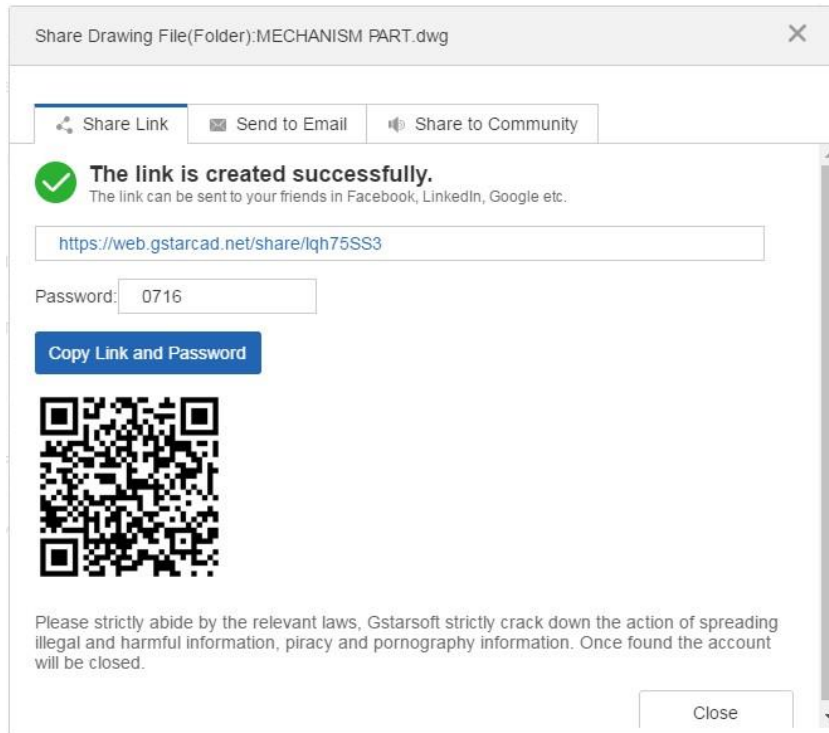 Share Drawing File(Folder):MECHANISM PART.dwg
Share Link
Send to Email
Share to Community
The link is created successfully.
The link can be sent to your friends in Facebook, LinkedIn, Google etc.
https://web.gstarcad.net/share/Iqh75SS3
Password:
0716
Copy Link and Password
Please strictly abide by the relevant laws, Gstarsoft strictly crack down the action of spreading
illegal and harmful information, piracy and pornography information. Once found the account
will be closed.
Close